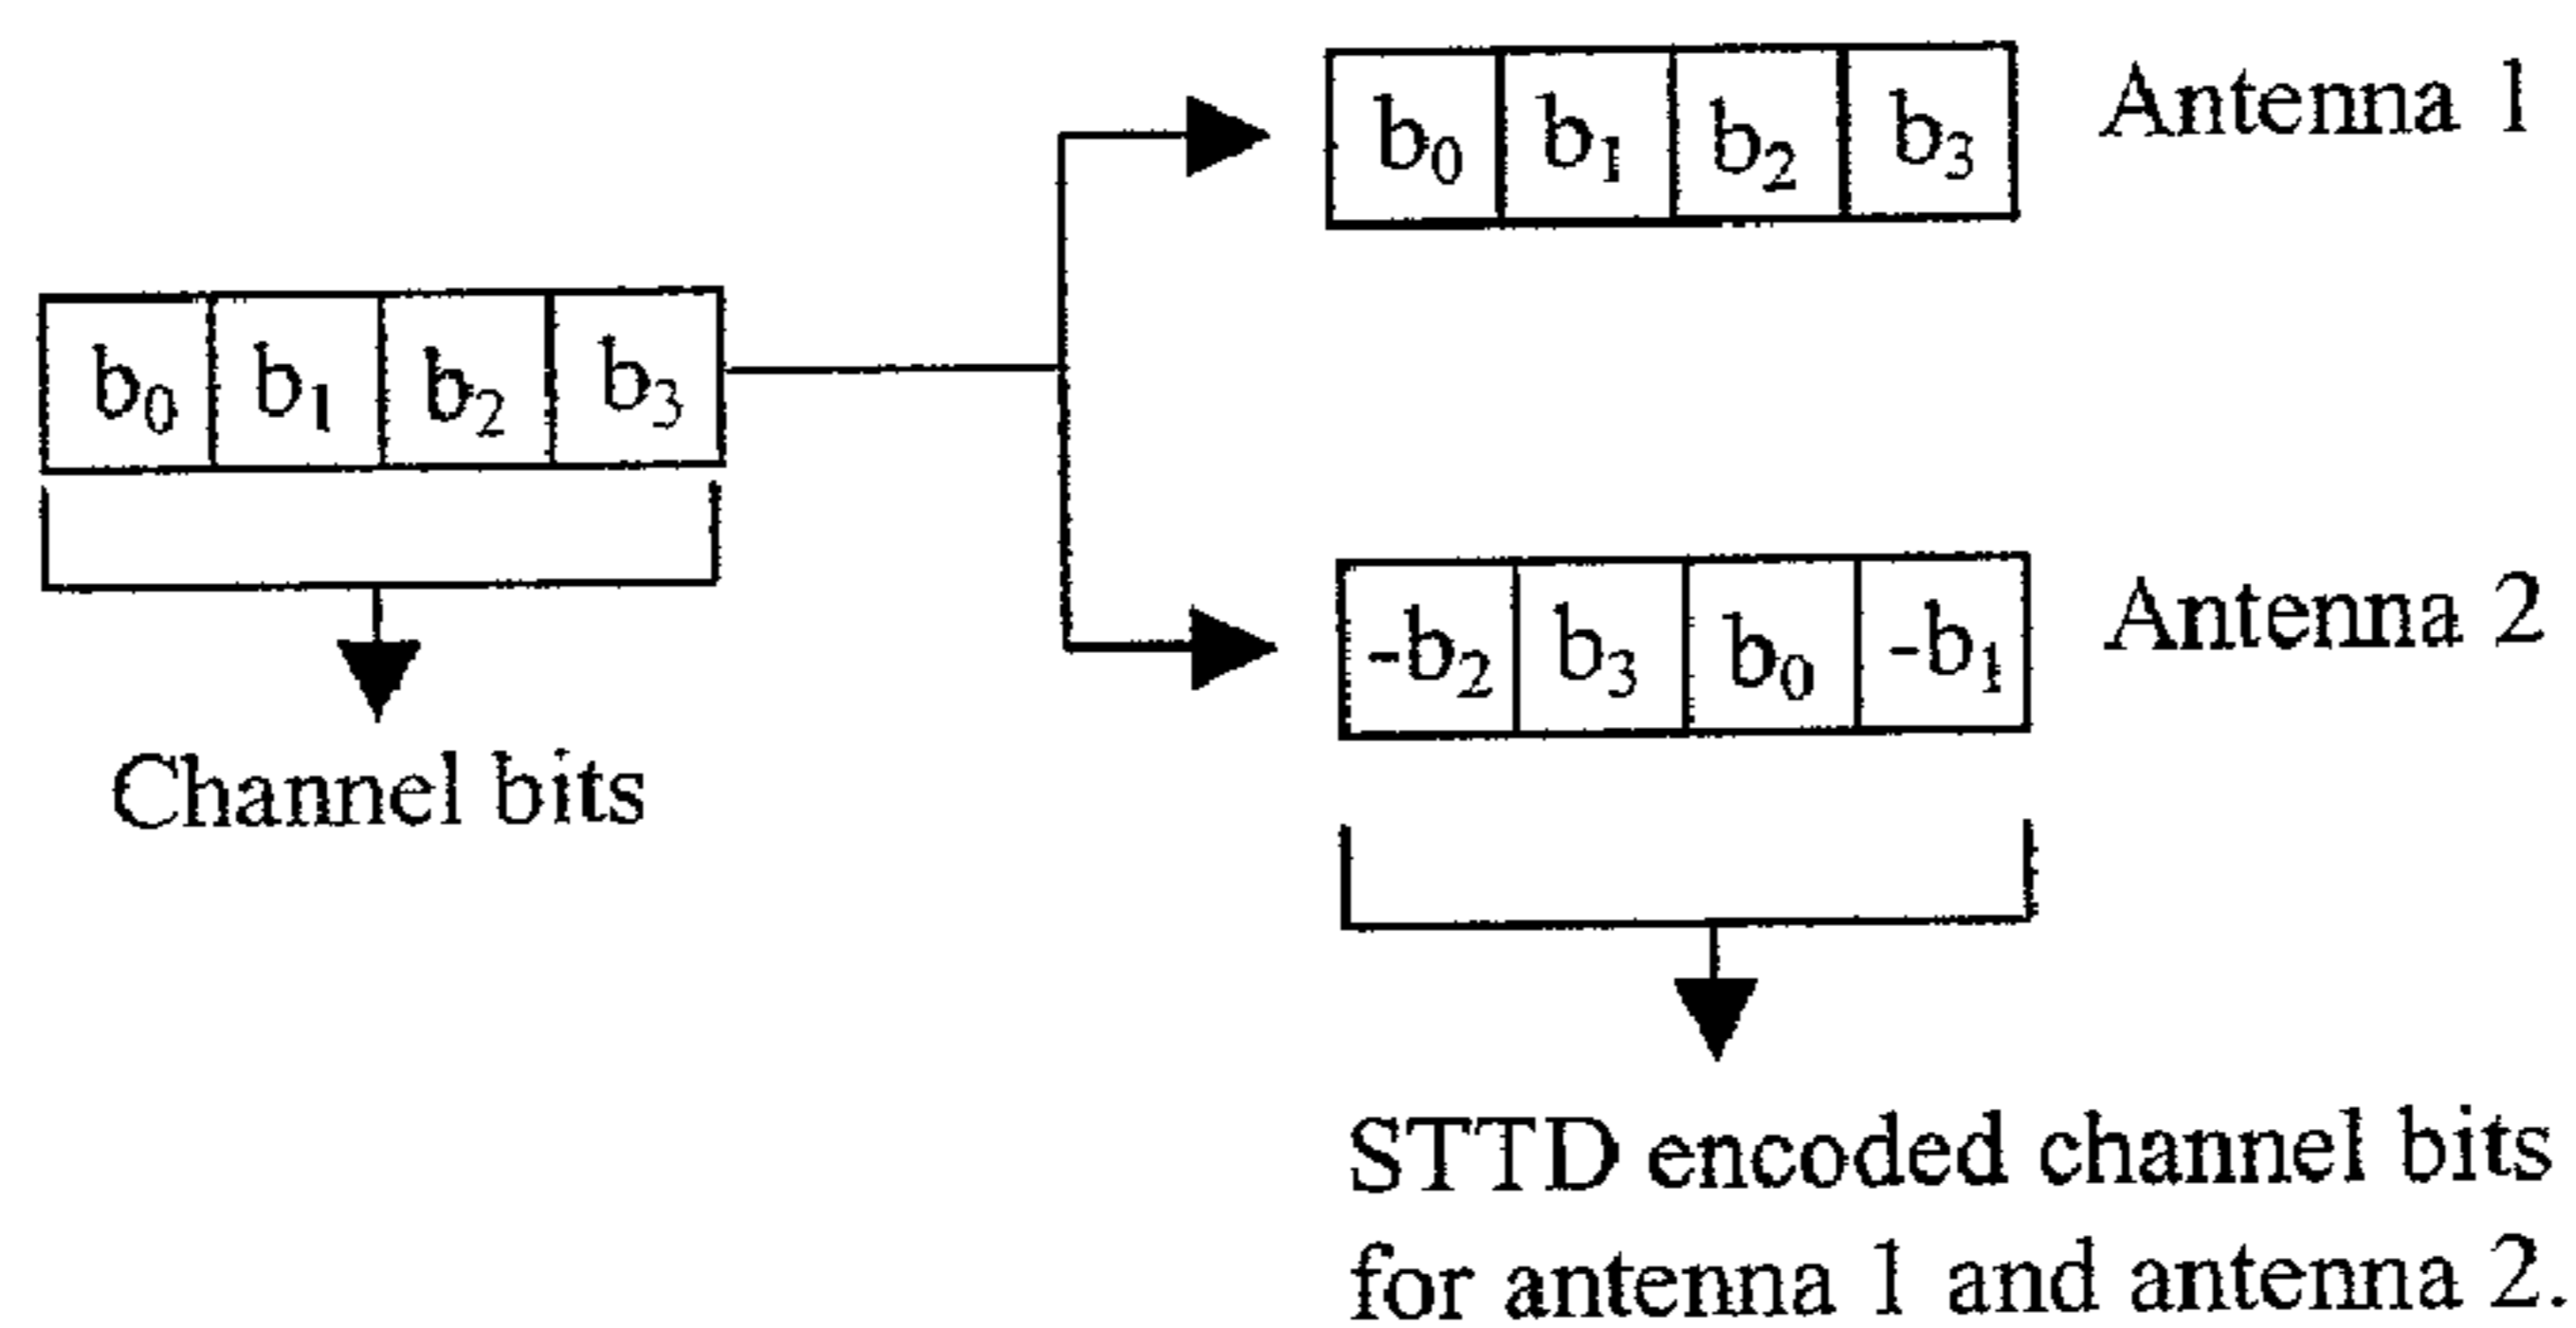 b0 b1 b2 b3 Antenna 1
b0 b1 b2 b3
-b2 b3 b0 -b1 Antenna 2
Channel bits
STTD encoded channel bits
for antenna 1 and antenna 2.